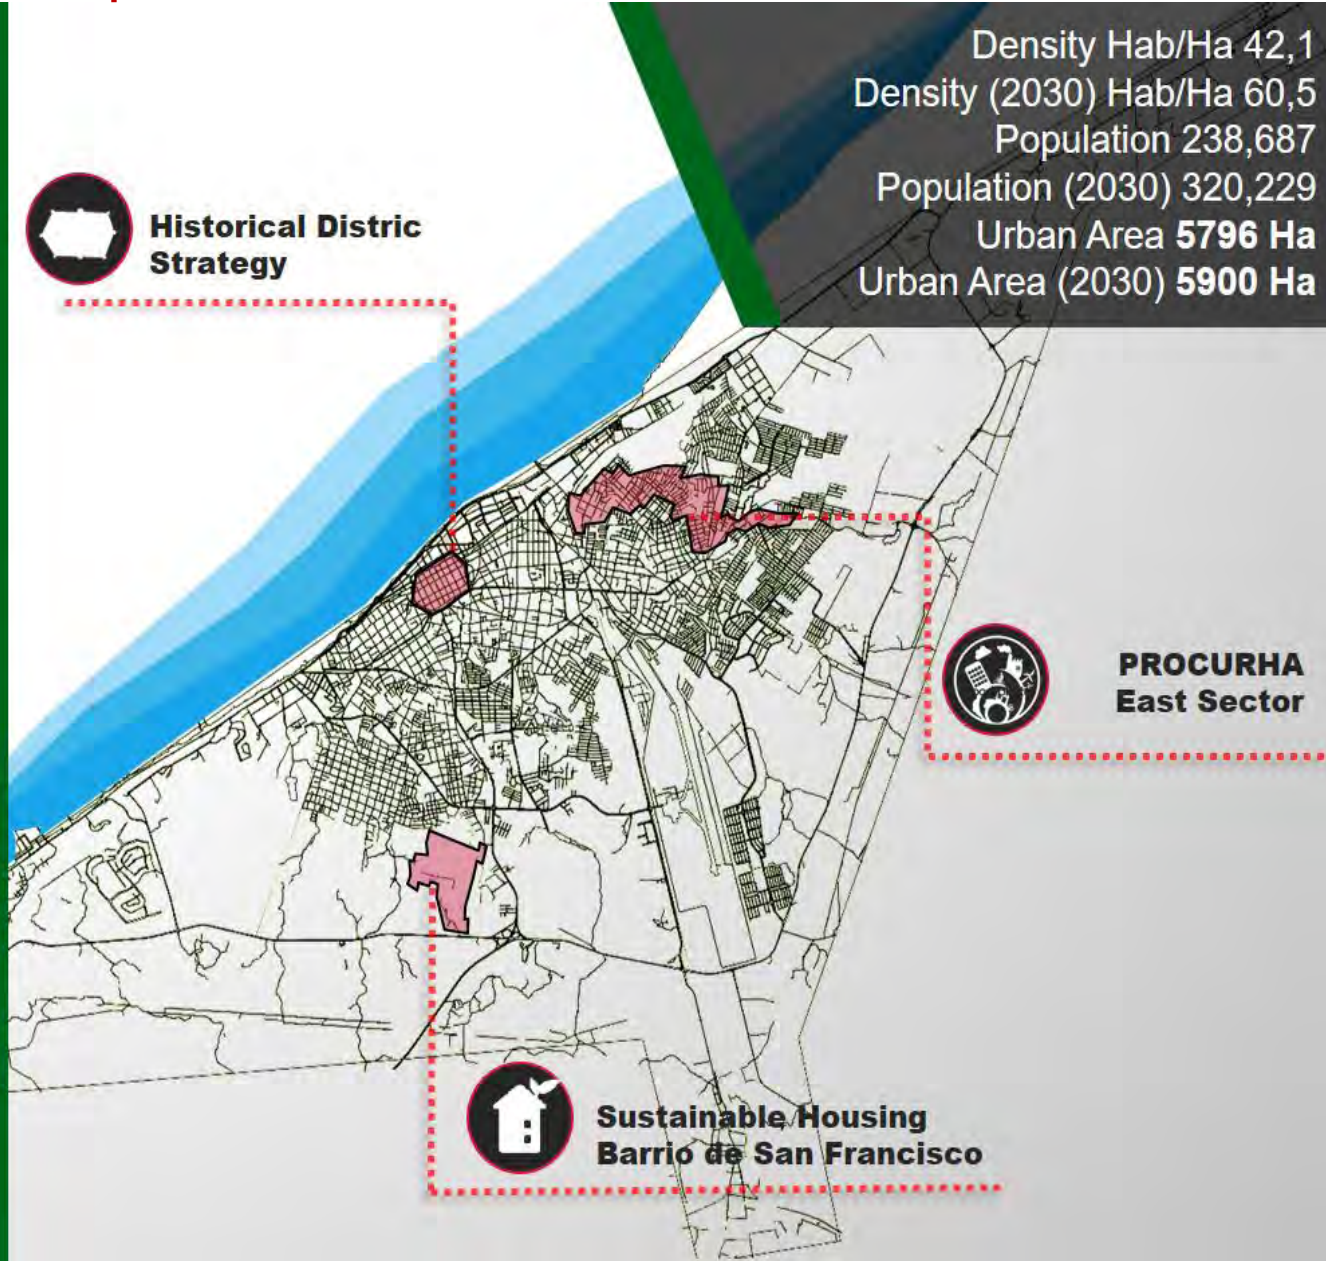 Density Hab/Ha 42,1
Density (2030) Hab/Ha 60,5
Population 238,687
Population (2030) 320,229
Urban Area 5796 Ha
Urban Area (2030) 5900 Ha
Historical Distric
Strategy
PROCURHA
East Sector
Sustainable Housing
Barrio de San Francisco